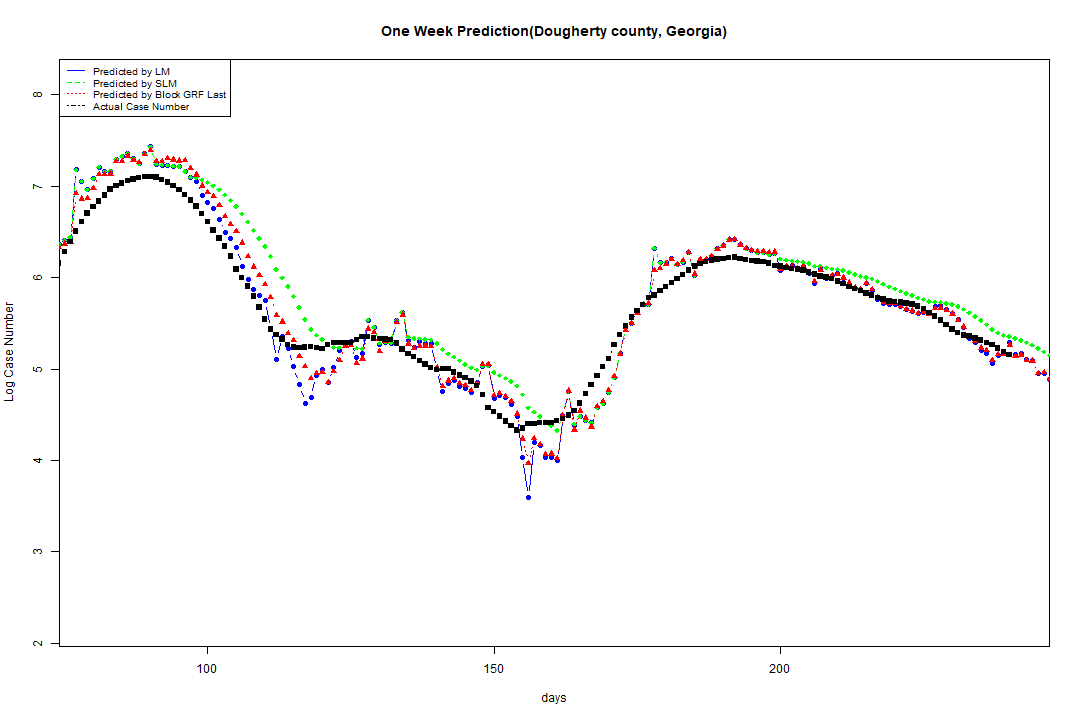 One Week Prediction(Dougherty county, Georgia)
Predicted by LM
Predicted by SLM
Predicted by Block GRF Last
Actual Case Number
Log Case Number
8
7
6
5
4
3
2
100 150 200
days